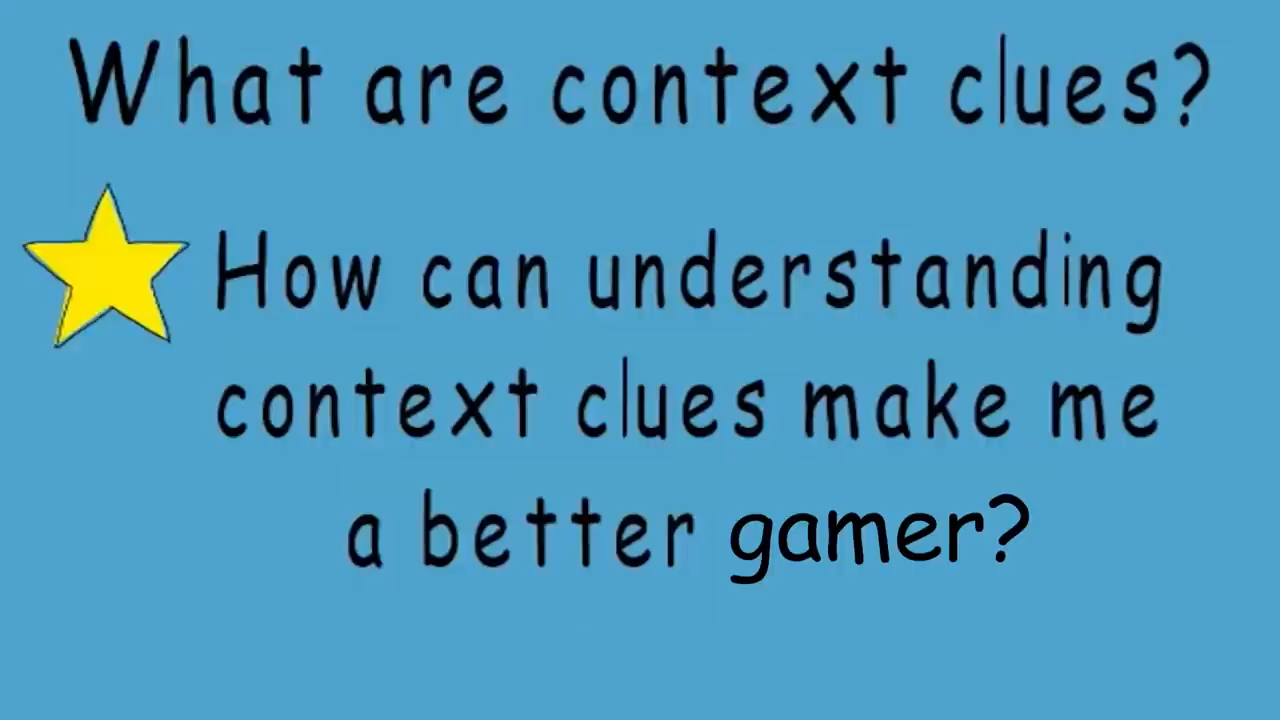 What are context clues?
How can understanding
context clues make me
a better gamer?